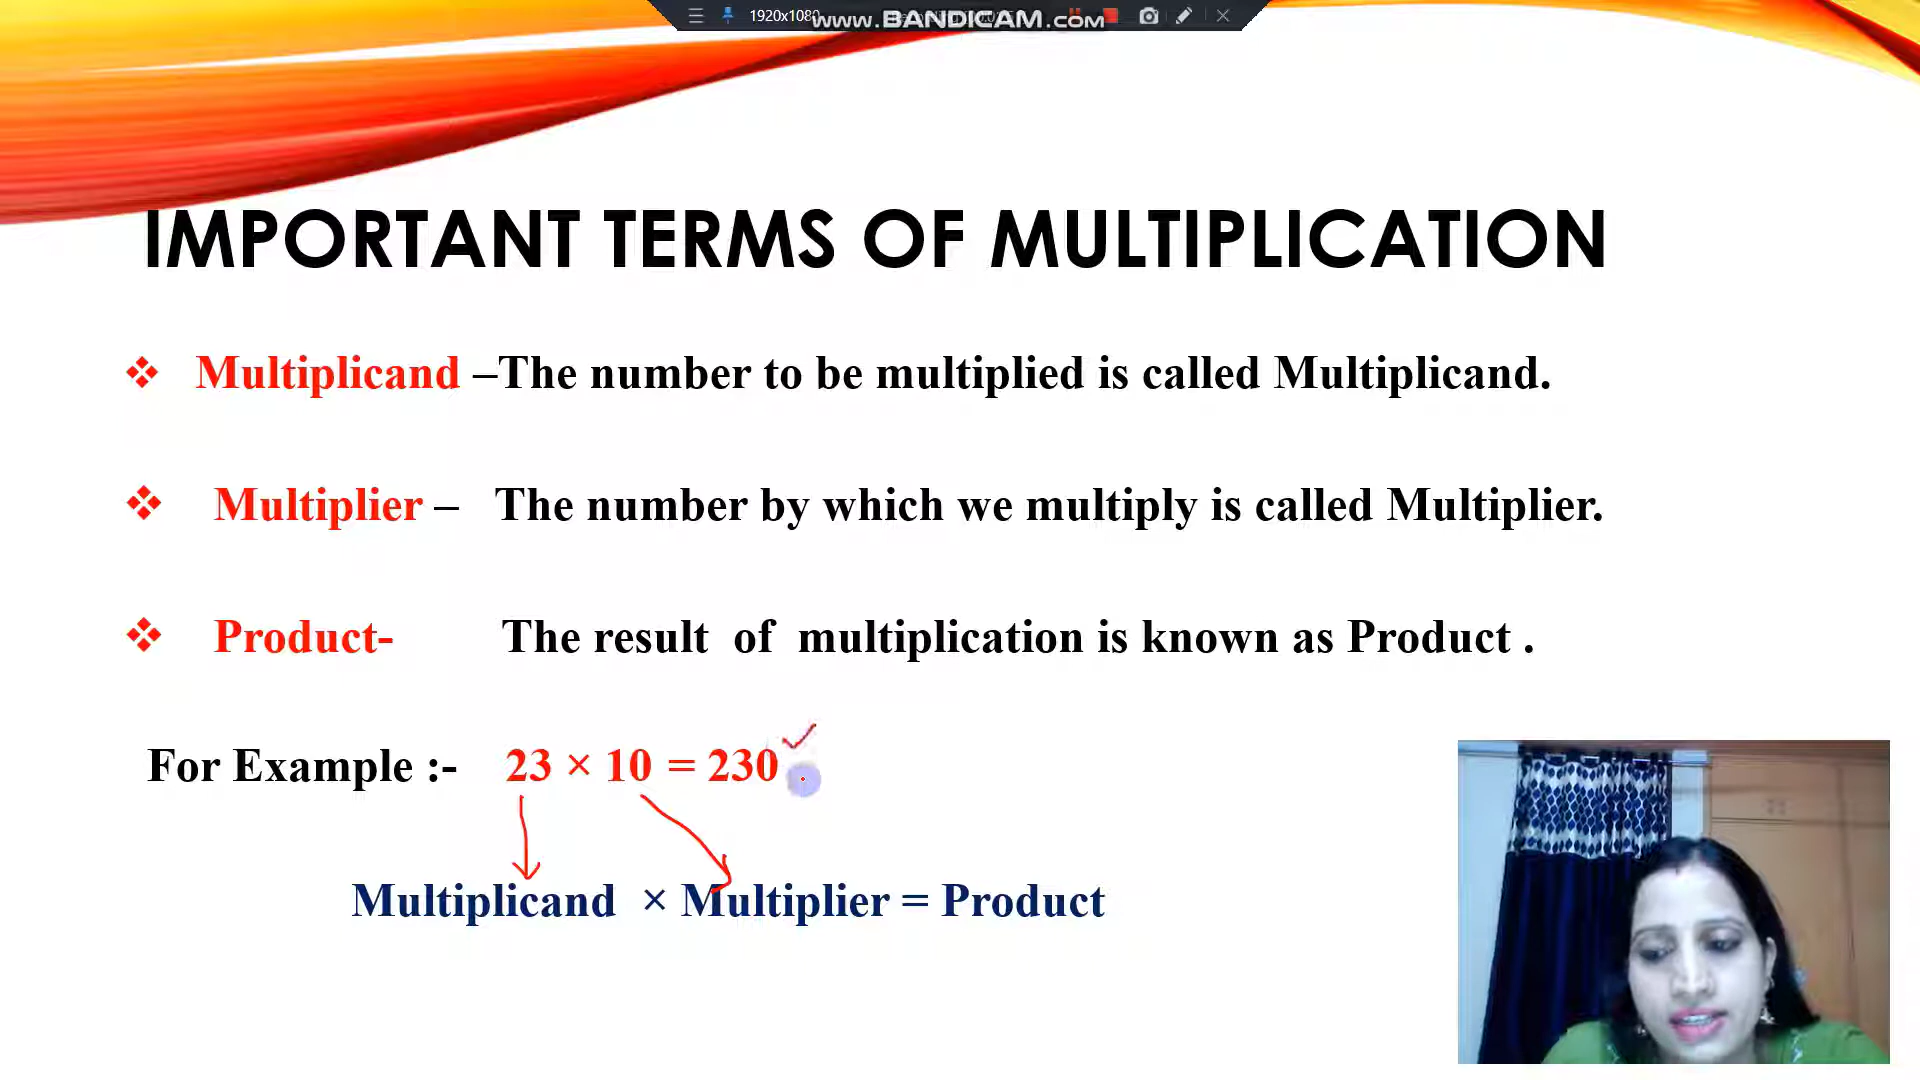 1920x1080
www.BANDICAM.com
IMPORTANT TERMS OF MULTIPLICATION
❖ Multiplicand –The number to be multiplied is called Multiplicand.
❖ Multiplier – The number by which we multiply is called Multiplier.
❖ Product- The result of multiplication is known as Product .
For Example :- 23 × 10 = 230
Multiplicand × Multiplier = Product